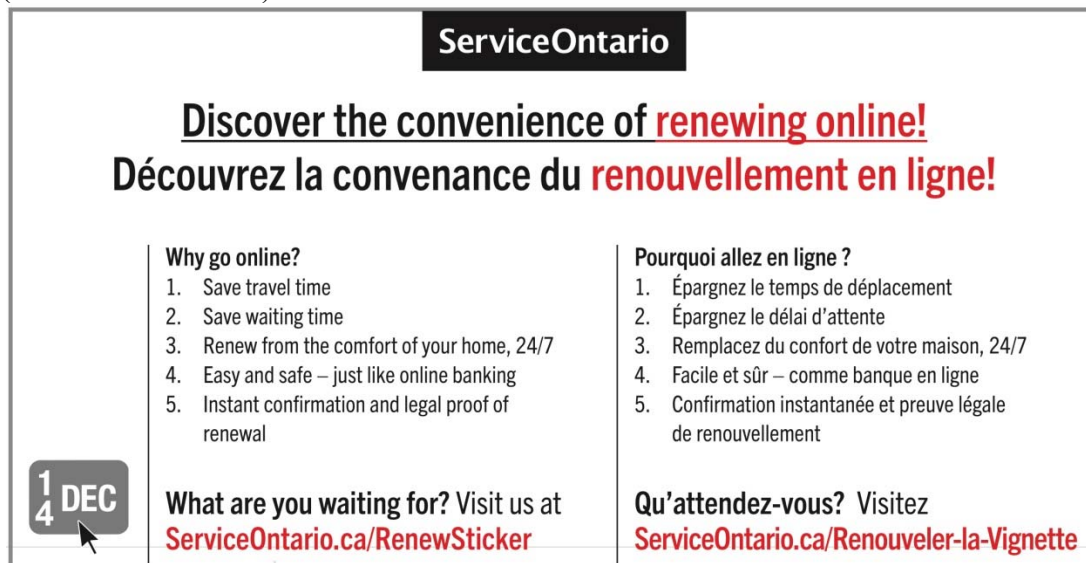 ServiceOntario
Discover the convenience of renewing online!
Découvrez la convenance du renouvellement en ligne!
Why go online?
1. Save travel time
2. Save waiting time
3. Renew from the comfort of your home, 24/7
4. Easy and safe – just like online banking
5. Instant confirmation and legal proof of
renewal
What are you waiting for? Visit us at
ServiceOntario.ca/RenewSticker
Pourquoi allez en ligne ?
1. Épargnez le temps de déplacement
2. Épargnez le délai d'attente
3. Remplacez du confort de votre maison, 24/7
4. Facile et sûr – comme banque en ligne
5. Confirmation instantanée et preuve légale
de renouvellement
Qu'attendez-vous? Visitez
ServiceOntario.ca/Renouveler-la-Vignette
1
4 DEC